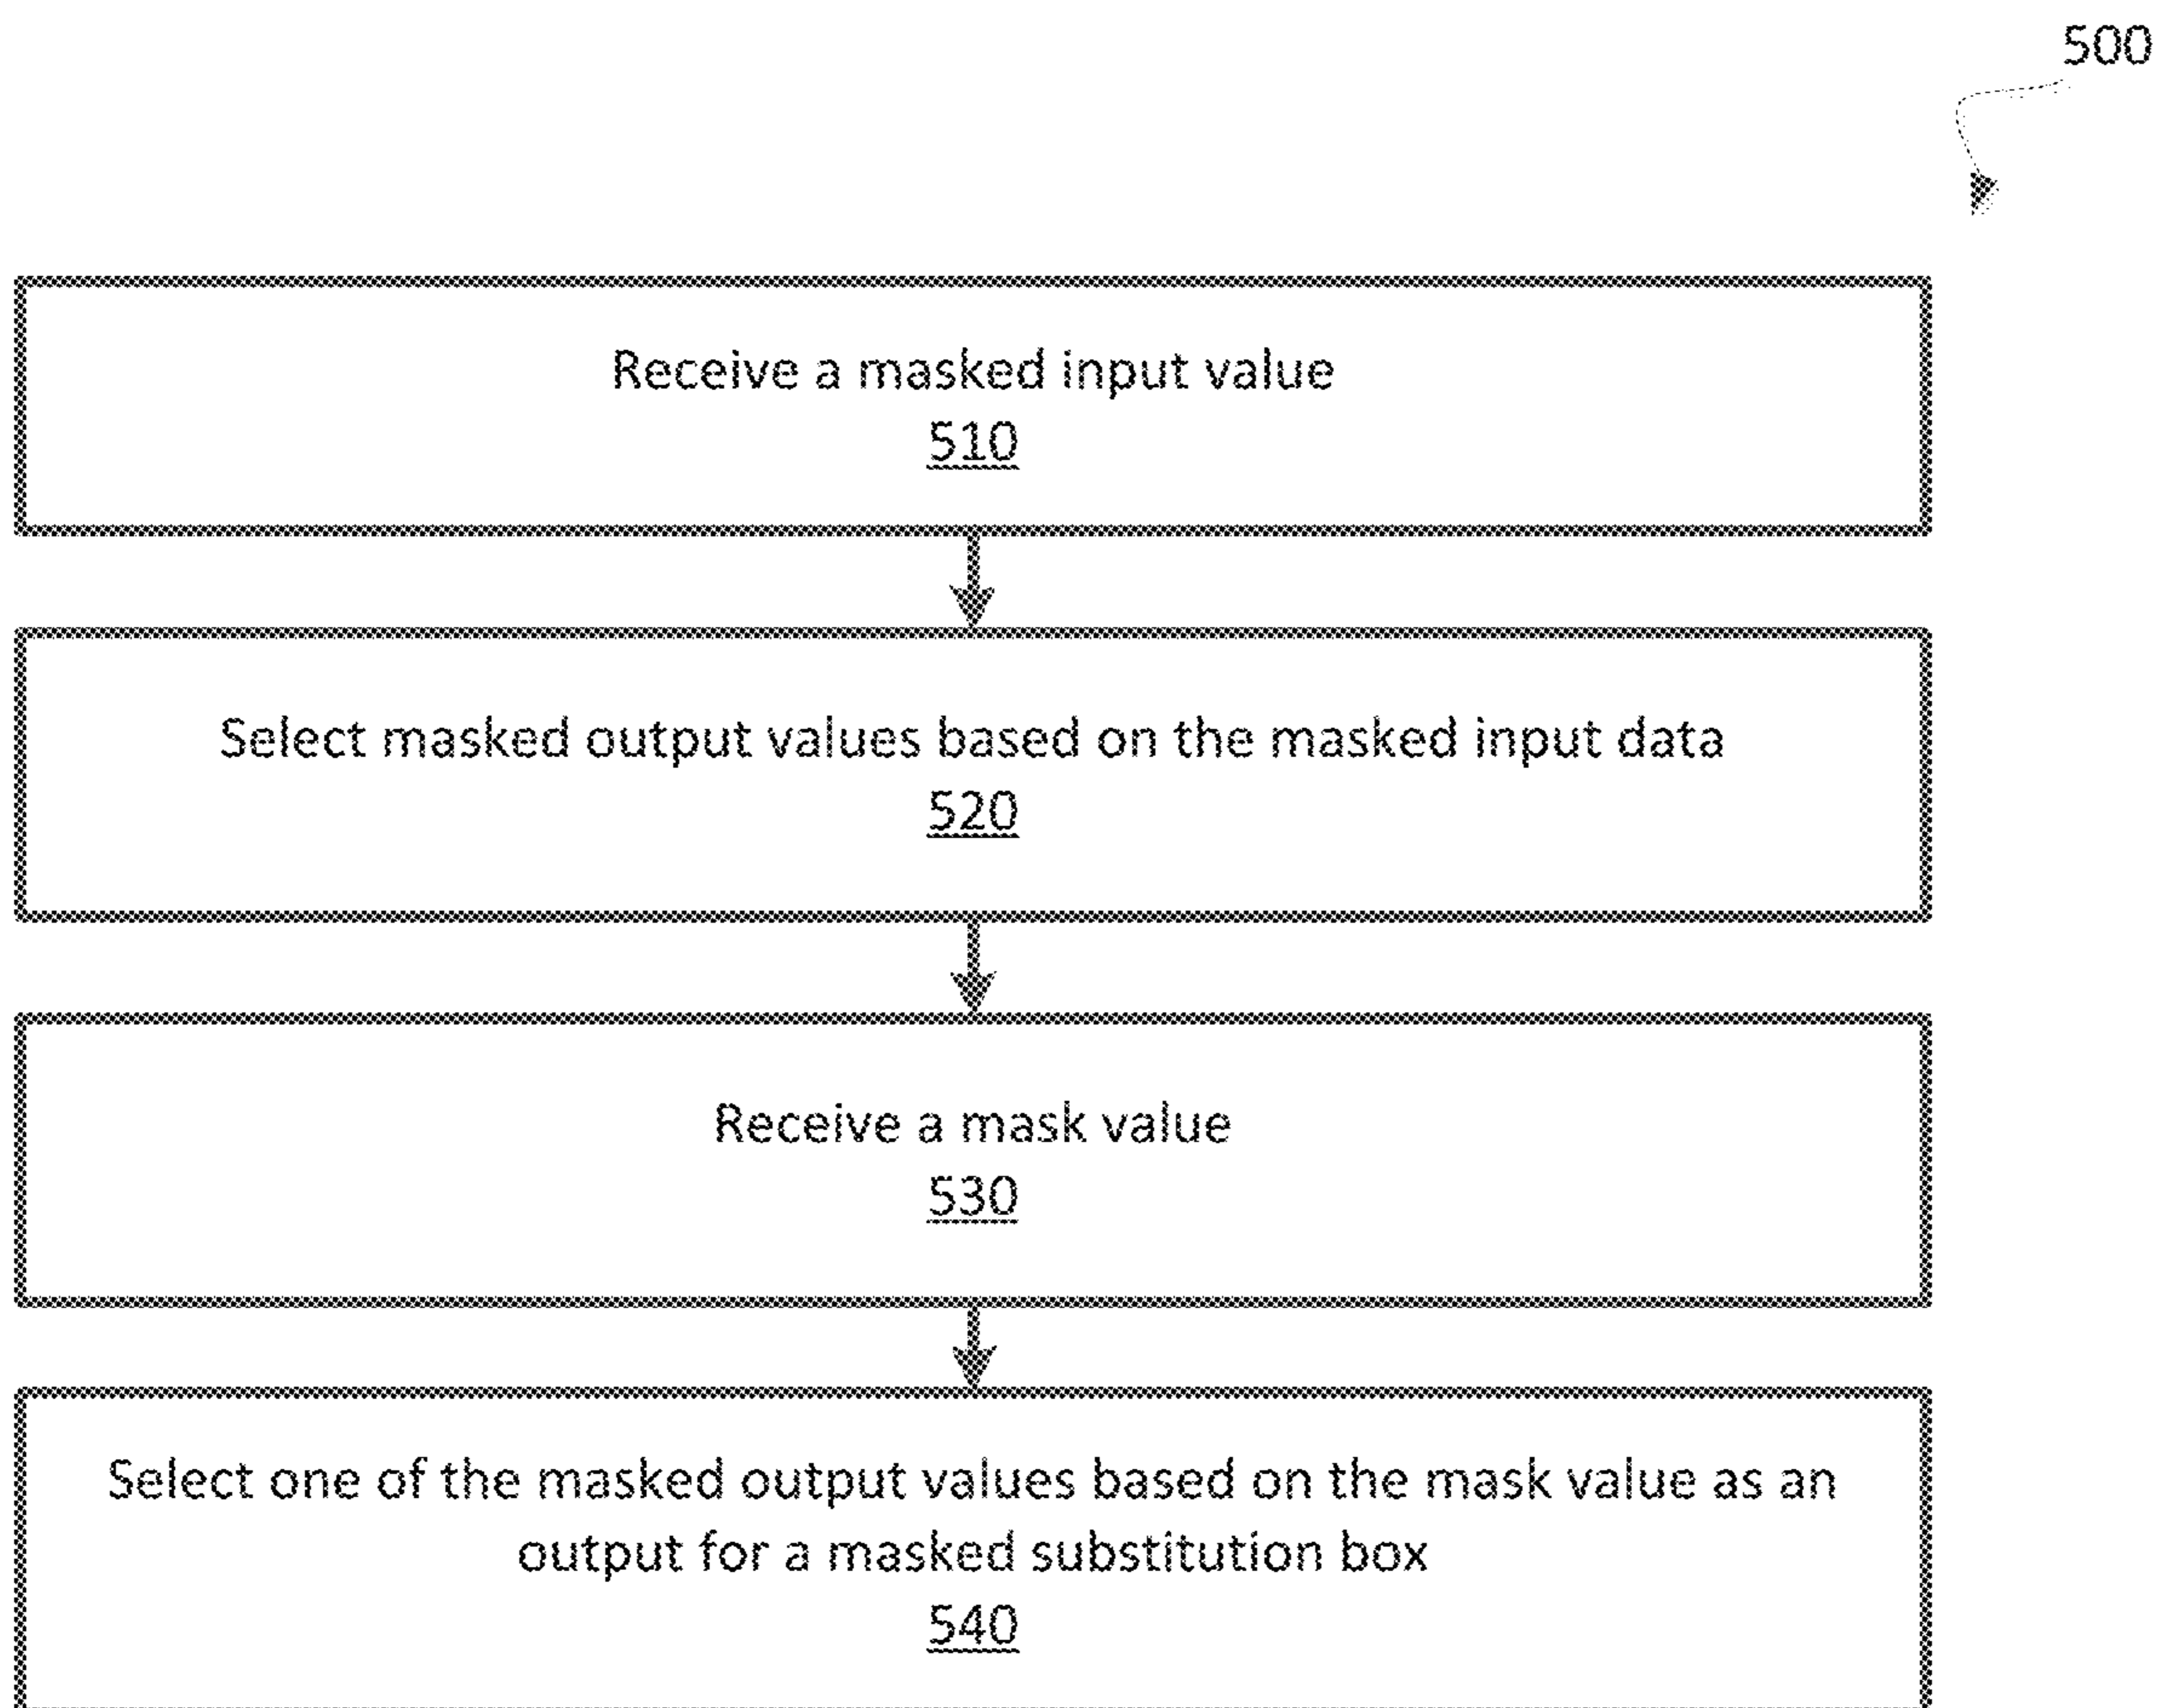 500
Receive a masked input value
510
Select masked output values based on the masked input data
520
Receive a mask value
530
Select one of the masked output values based on the mask value as an
output for a masked substitution box
540